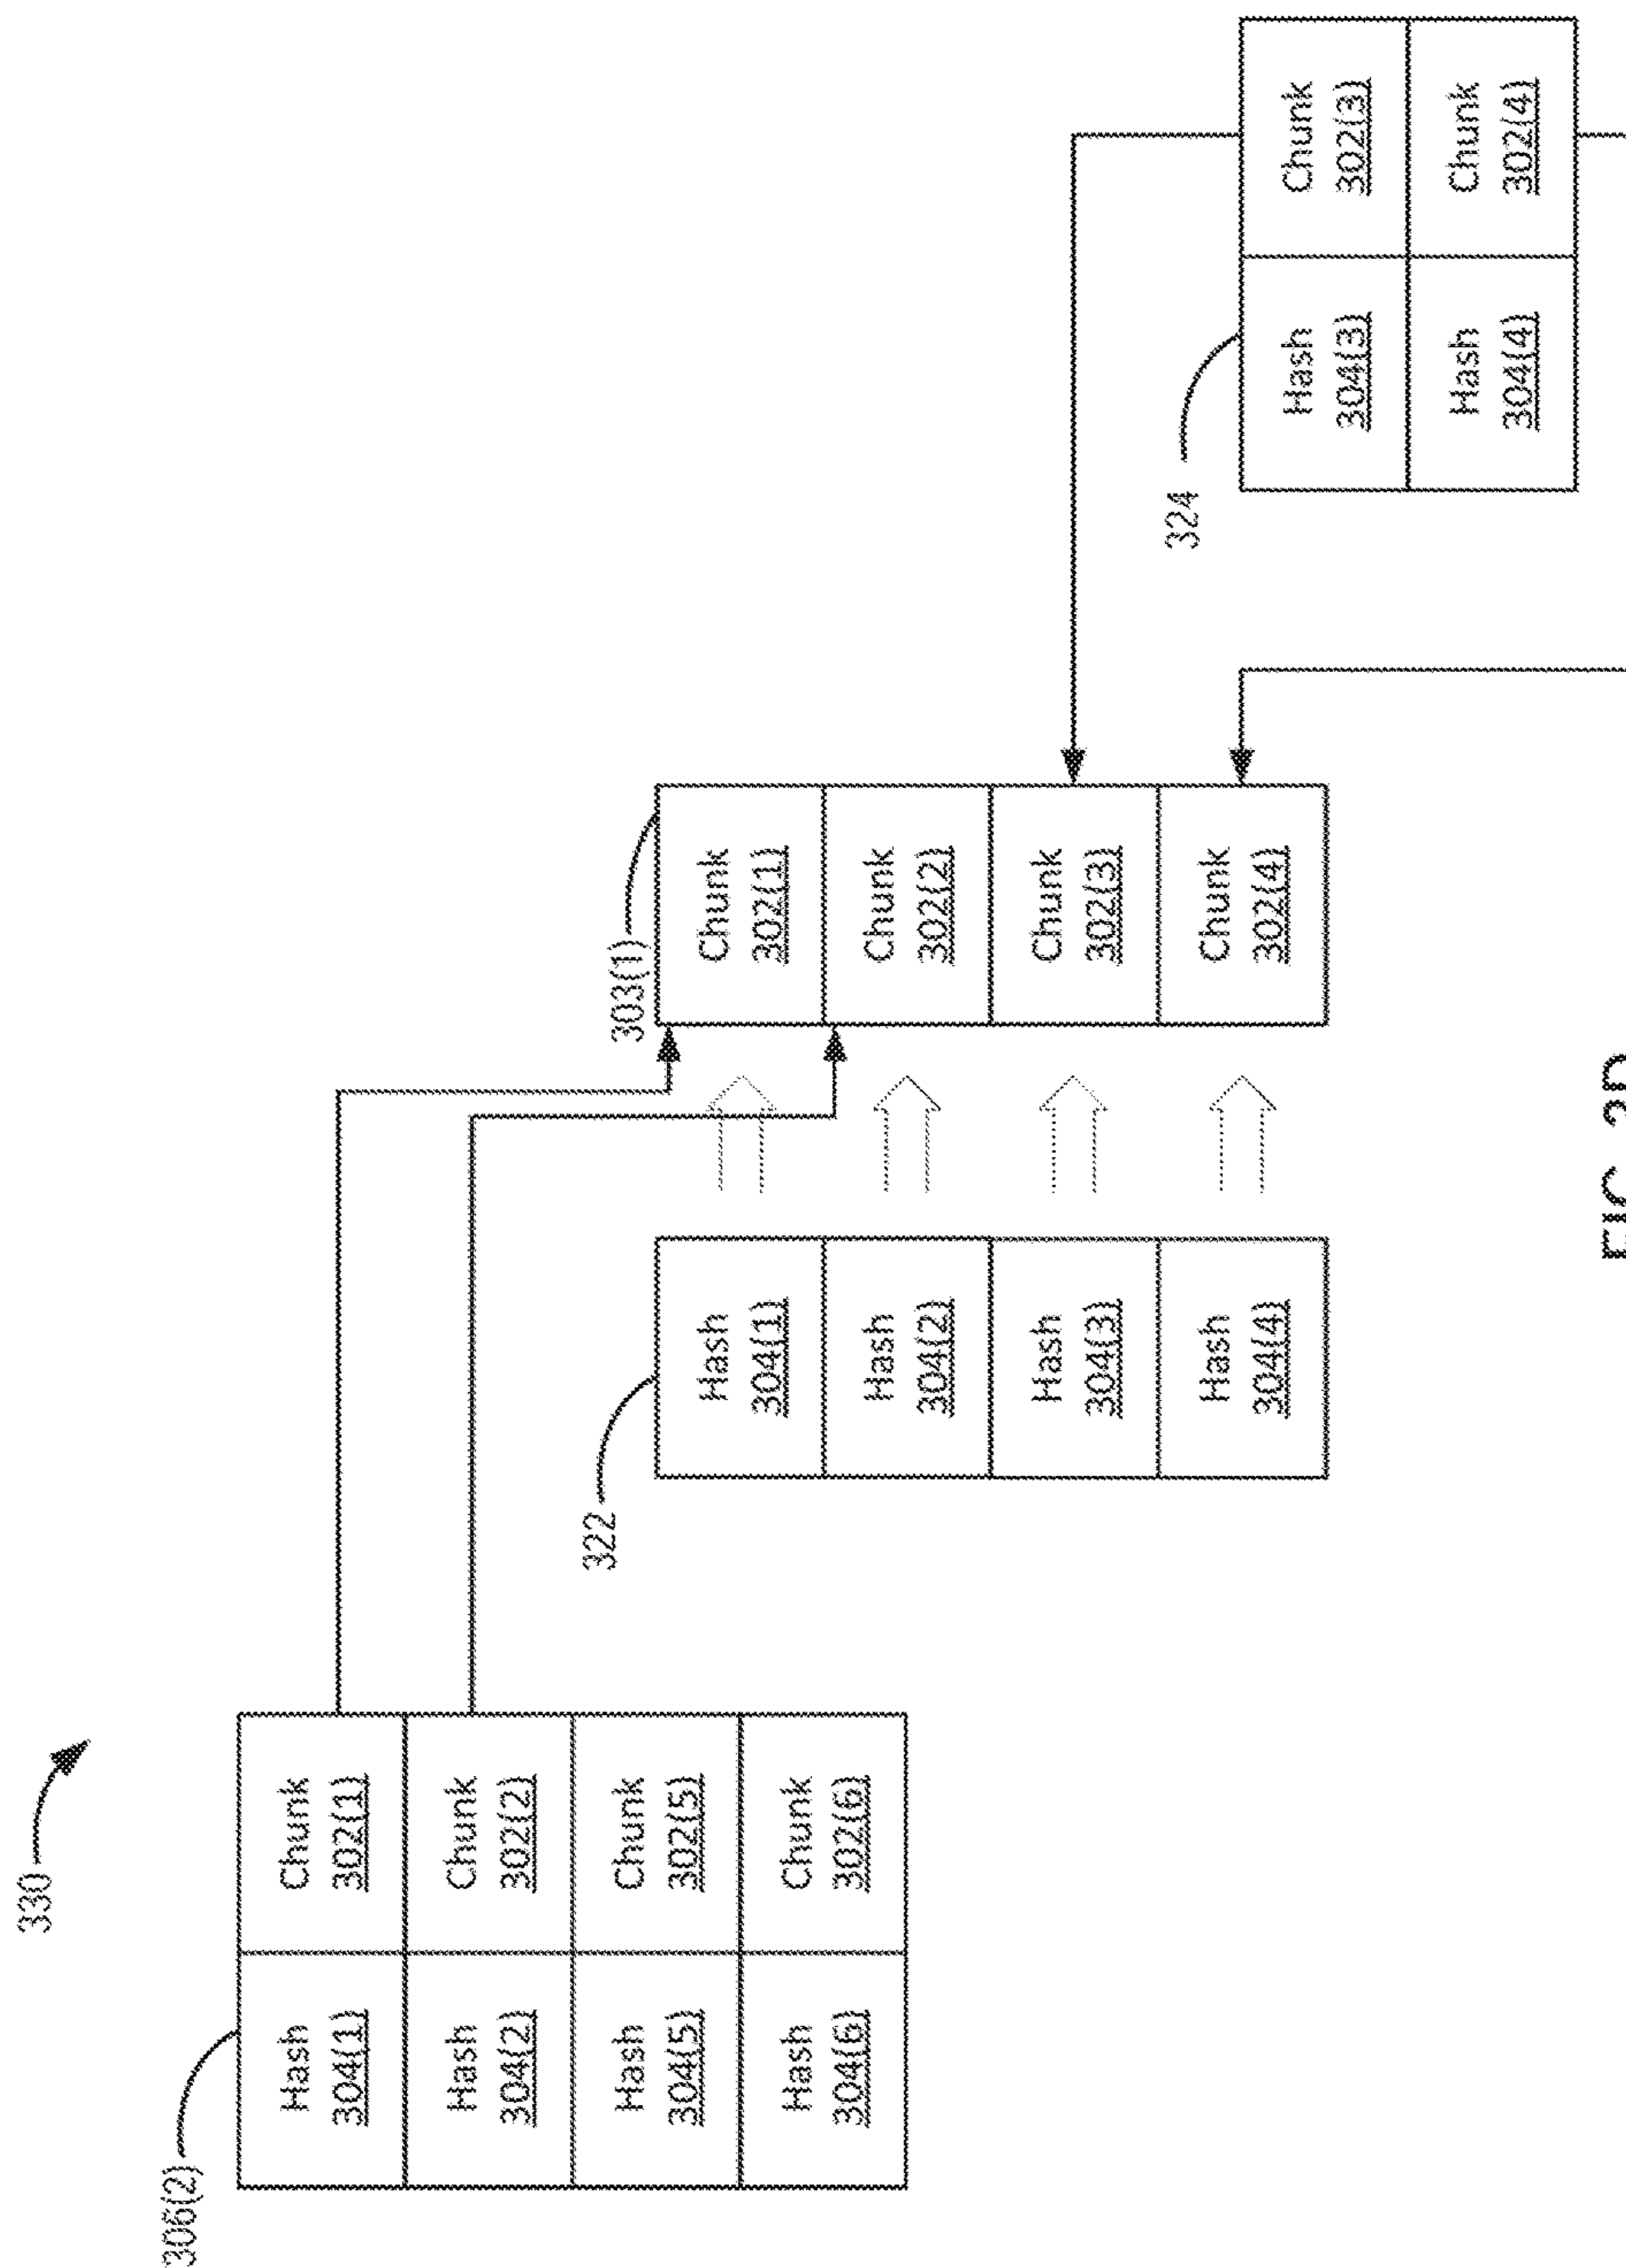 330
306(2)
Hash
304(1)
Chunk
302(1)
Hash
304(2)
Chunk
302(2)
Hash
304(5)
Chunk
302(5)
Hash
304(6)
Chunk
302(6)
322
Hash
304(1)
Hash
304(2)
Hash
304(3)
Hash
304(4)
303(1)
Chunk
302(1)
Chunk
302(2)
Chunk
302(3)
Chunk
302(4)
324
Hash
304(3)
Chunk
302(3)
Hash
304(4)
Chunk
302(4)
FIG. 3D